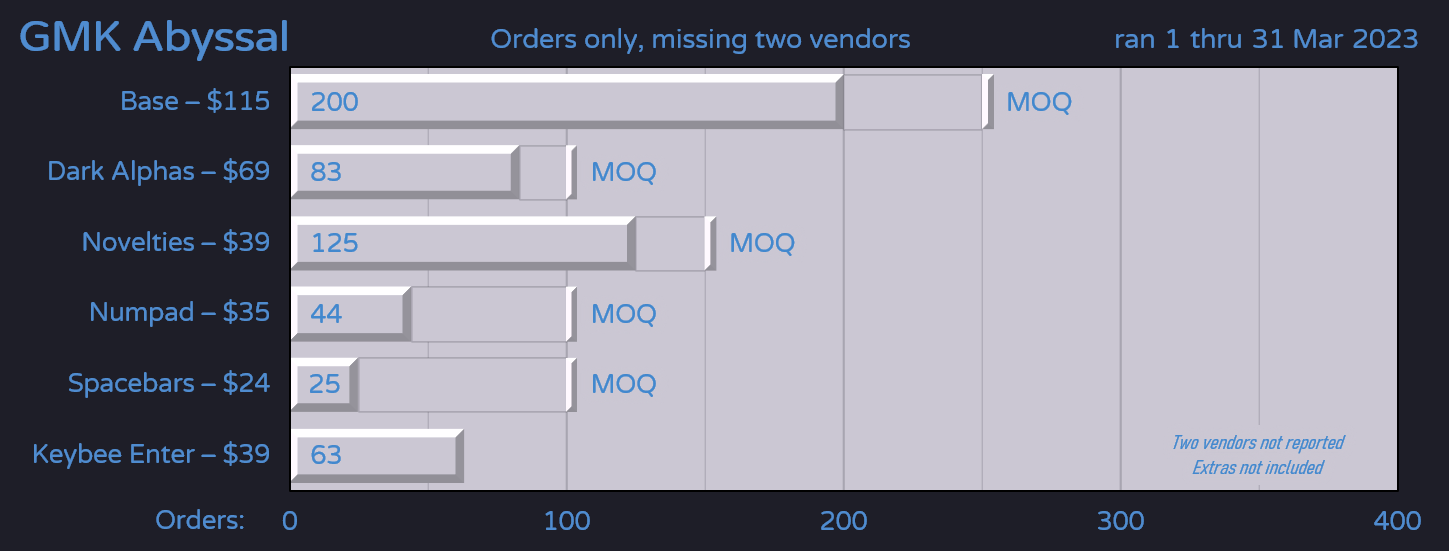 GMK Abyssal Orders only, missing two vendors ran 1 thru 31 Mar 2023
Base – $115 200 MOQ
Dark Alphas – $69 83 MOQ
Novelties – $39 125 MOQ
Numpad – $35 44 MOQ
Spacebars – $24 25 MOQ
Keybee Enter – $39 63
Two vendors not reported
Extras not included
Orders: 0 100 200 300 400